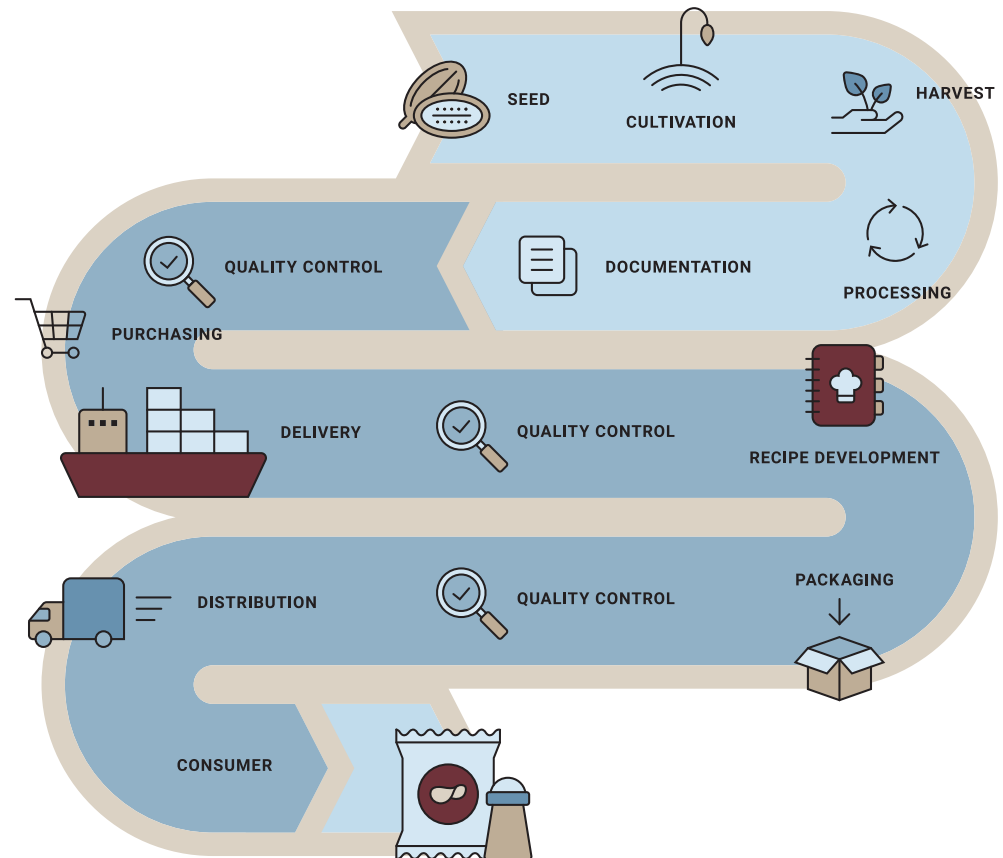 SEED
CULTIVATION
HARVEST
PROCESSING
DOCUMENTATION
QUALITY CONTROL
PURCHASING
DELIVERY
QUALITY CONTROL
RECIPE DEVELOPMENT
PACKAGING
QUALITY CONTROL
DISTRIBUTION
CONSUMER